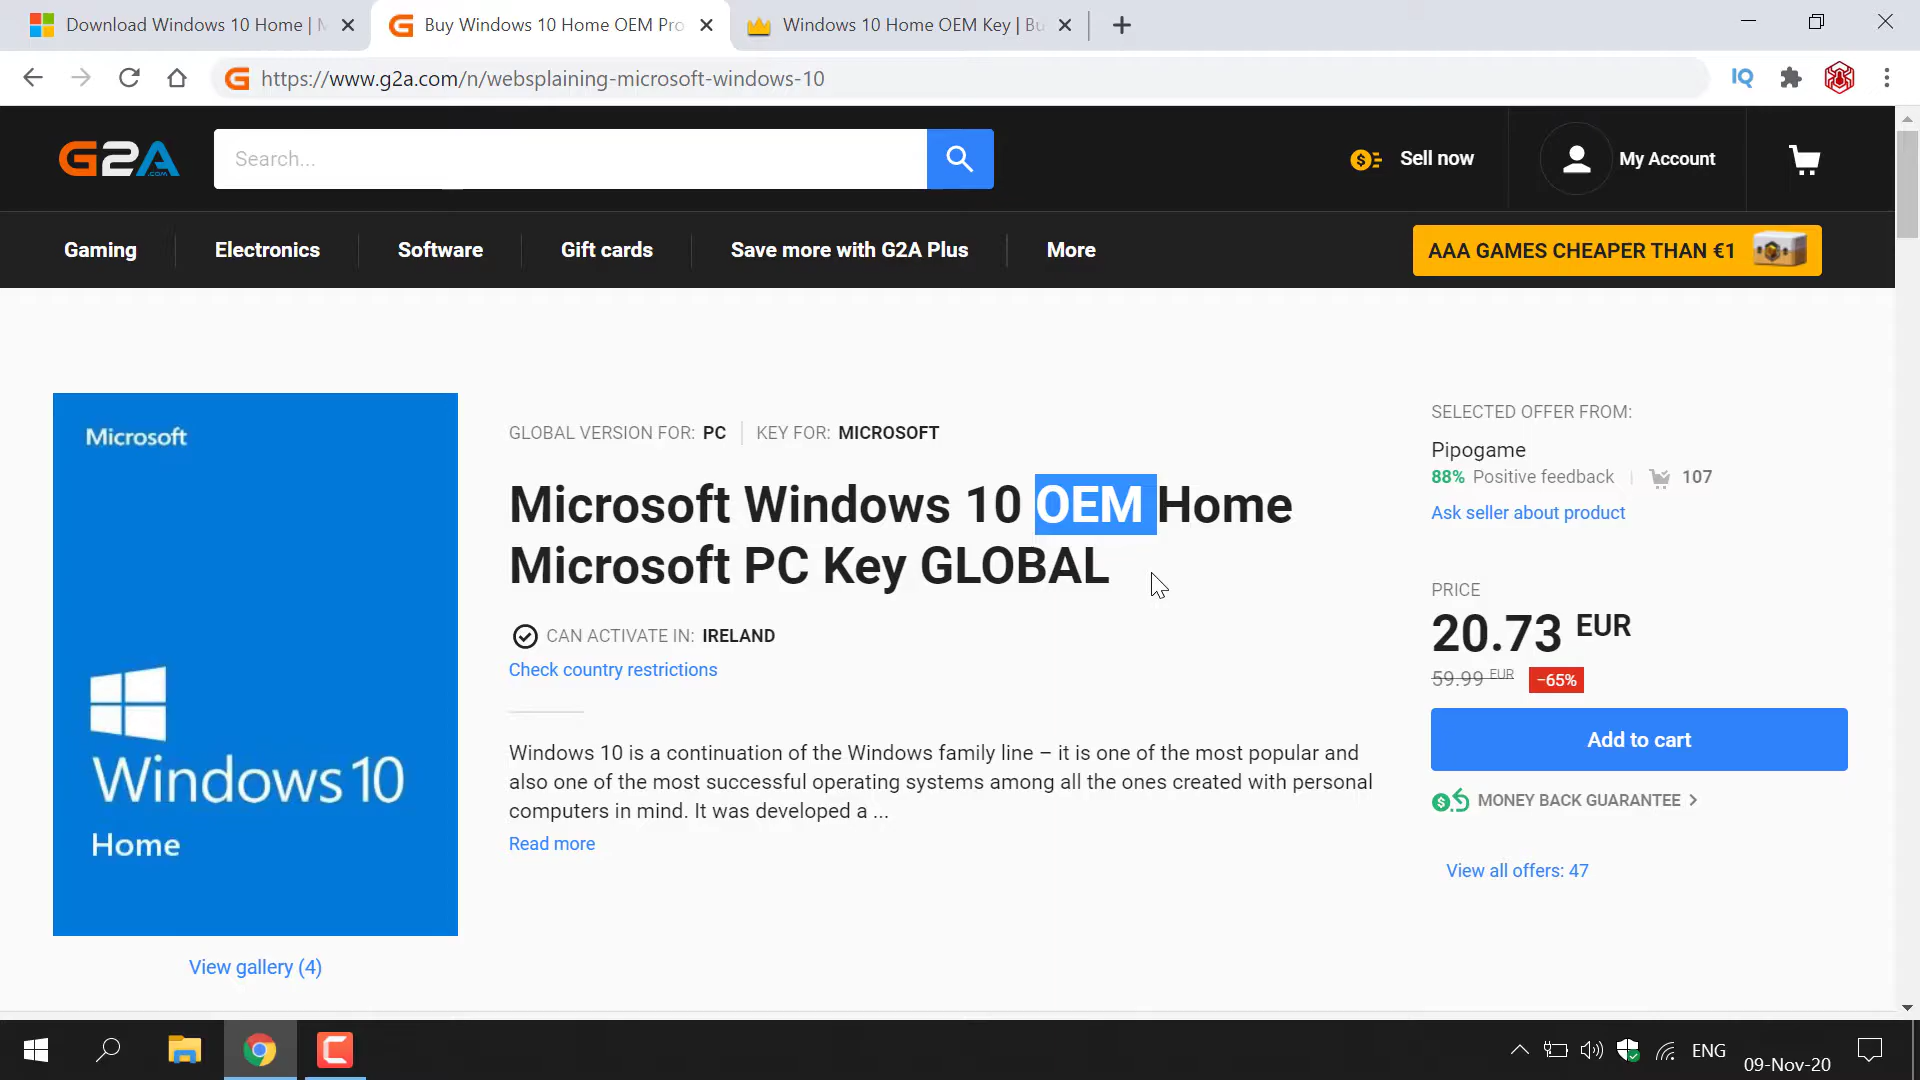 Download Windows 10 Home | M
Buy Windows 10 Home OEM Pro
Windows 10 Home OEM Key | Bu
https://www.g2a.com/n/websplaining-microsoft-windows-10
IQ
G2A.COM
Search...
Sell now
My Account
Gaming
Electronics
Software
Gift cards
Save more with G2A Plus
More
AAA GAMES CHEAPER THAN €1
Microsoft
Windows 10
Home
View gallery (4)
GLOBAL VERSION FOR: PC
KEY FOR: MICROSOFT
Microsoft Windows 10 OEM Home
Microsoft PC Key GLOBAL
CAN ACTIVATE IN: IRELAND
Check country restrictions
Windows 10 is a continuation of the Windows family line – it is one of the most popular and
also one of the most successful operating systems among all the ones created with personal
computers in mind. It was developed a ...
Read more
SELECTED OFFER FROM:
Pipogame
88% Positive feedback
107
Ask seller about product
PRICE
20.73 EUR
59.99 EUR
-65%
Add to cart
MONEY BACK GUARANTEE
View all offers: 47
ENG
09-Nov-20